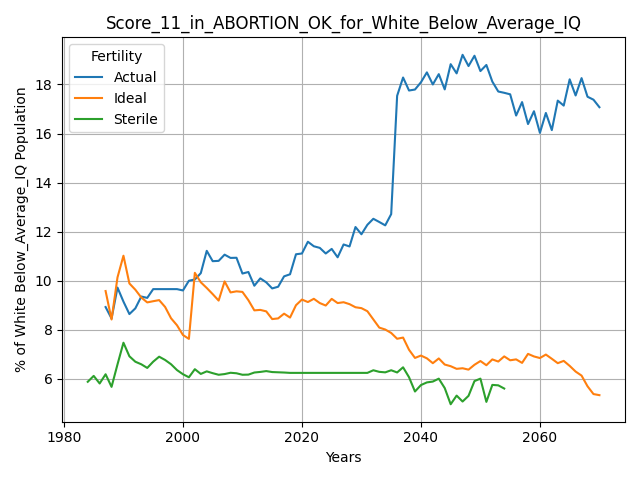 Score_11_in_ABORTION_OK_for_White_Below_Average_IQ
% of White Below_Average_IQ Population
Fertility
Actual
Ideal
Sterile
18
16
14
12
10
8
6
1980
2000
2020
2040
2060
Years